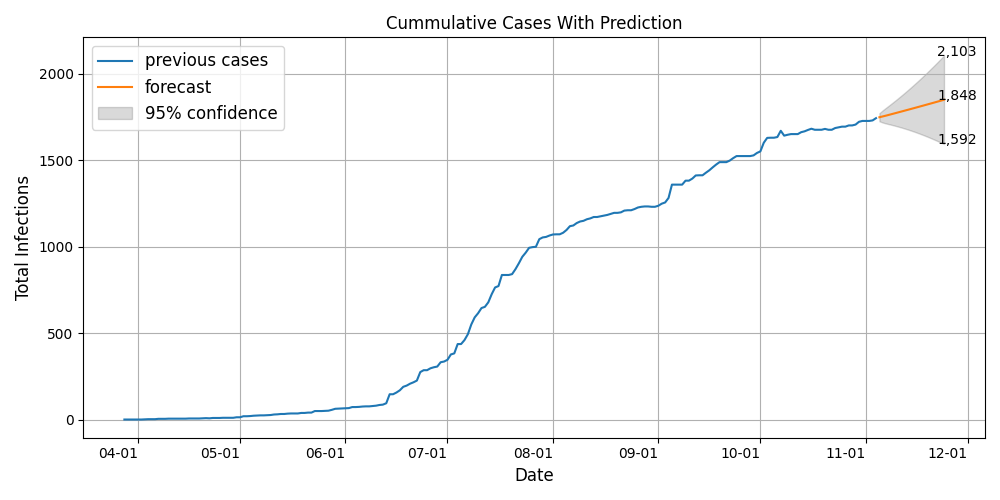 Cummulative Cases With Prediction
previous cases
forecast
95% confidence
2,103
1,848
1,592
2000
1500
1000
500
0
Total Infections
04-01 05-01 06-01 07-01 08-01 09-01 10-01 11-01 12-01
Date